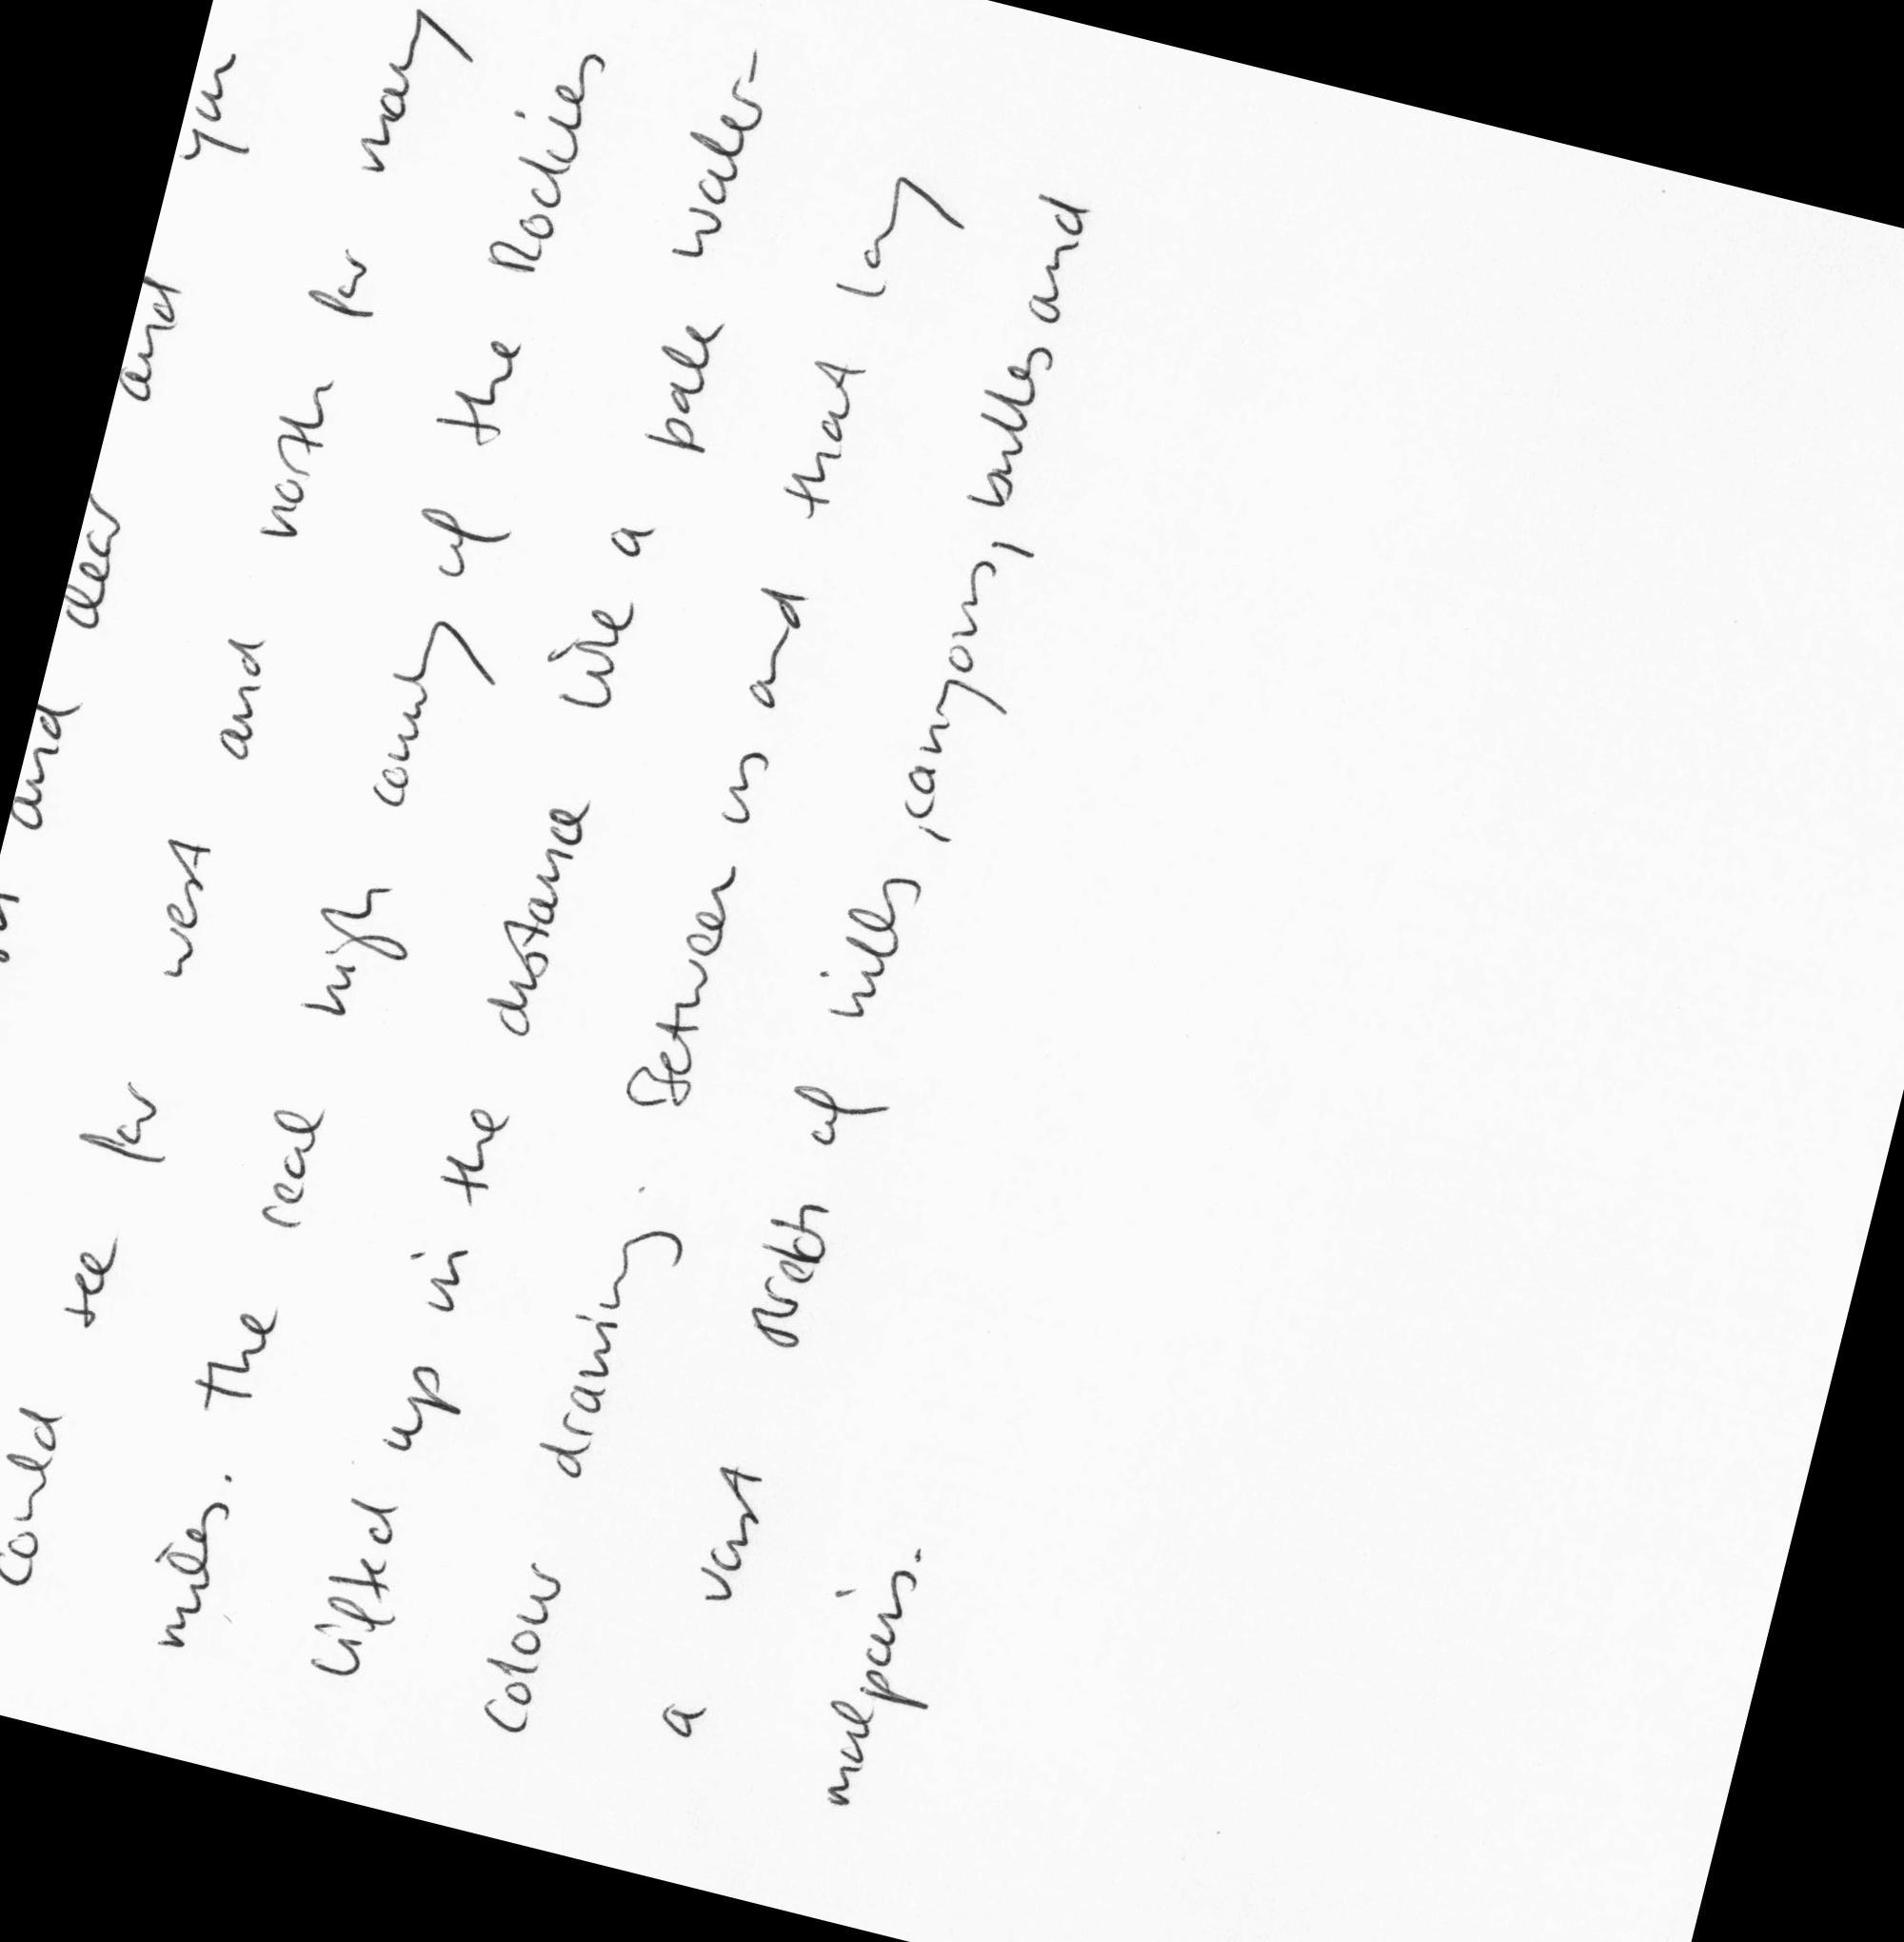 and clear and you
could see far west and north for many
miles. The real high country of the Rockies
lifted up in the distance like a pale water-
colour drawing. Between us and that lay
a vast stretch of hills, canyons, buttes and
malpais.